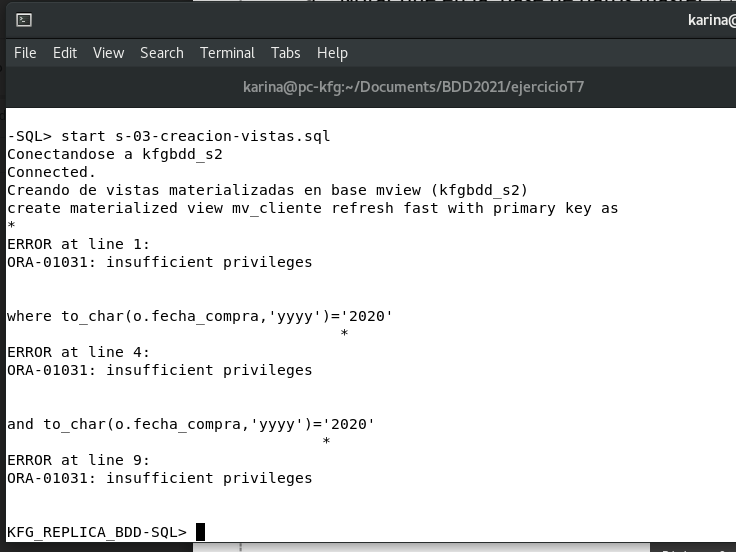 karina@
File Edit View Search Terminal Tabs Help
karina@pc-kfg:~/Documents/BDD2021/ejercicioT7
-SQL> start s-03-creacion-vistas.sql
Conectandose a kfgbdd_s2
Connected.
Creando de vistas materializadas en base mview (kfgbdd_s2)
create materialized view mv_cliente refresh fast with primary key as
*
ERROR at line 1:
ORA-01031: insufficient privileges
where to_char(o.fecha_compra,'yyyy')='2020'
*
ERROR at line 4:
ORA-01031: insufficient privileges
and to_char(o.fecha_compra,'yyyy')='2020'
*
ERROR at line 9:
ORA-01031: insufficient privileges
KFG_REPLICA_BDD-SQL>